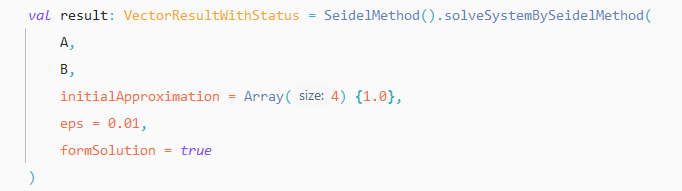 val result: VectorResultWithStatus = SeidelMethod().solveSystemBySeidelMethod(
A,
B,
initialApproximation = Array( size: 4) {1.0},
eps = 0.01,
formSolution = true
)